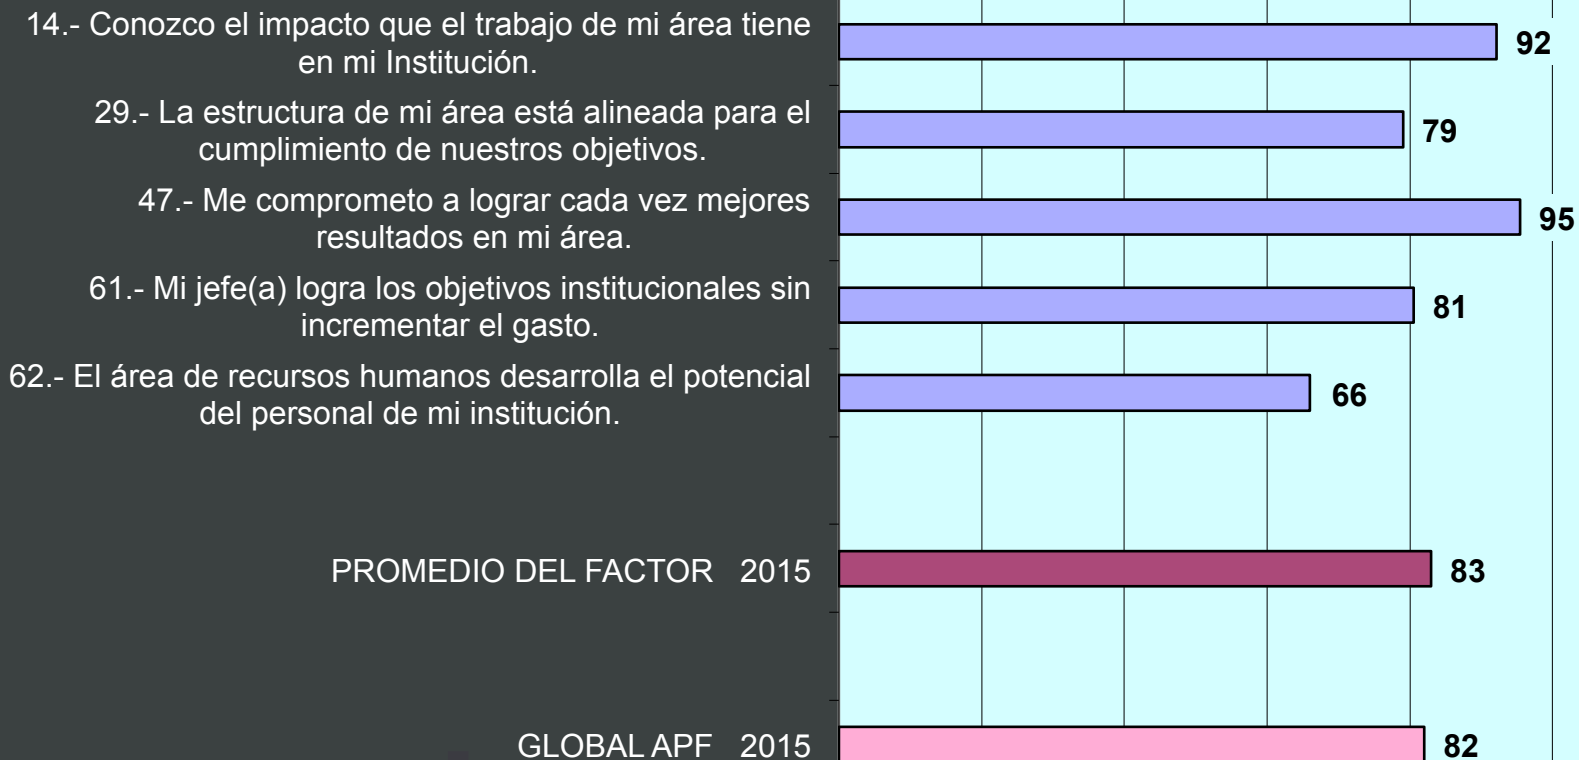 14.- Conozco el impacto que el trabajo de mi área tiene
en mi Institución.
92
29.- La estructura de mi área está alineada para el
cumplimiento de nuestros objetivos.
79
47.- Me comprometo a lograr cada vez mejores
resultados en mi área.
95
61.- Mi jefe(a) logra los objetivos institucionales sin
incrementar el gasto.
81
62.- El área de recursos humanos desarrolla el potencial
del personal de mi institución.
66
PROMEDIO DEL FACTOR 2015
83
GLOBAL APF 2015
82